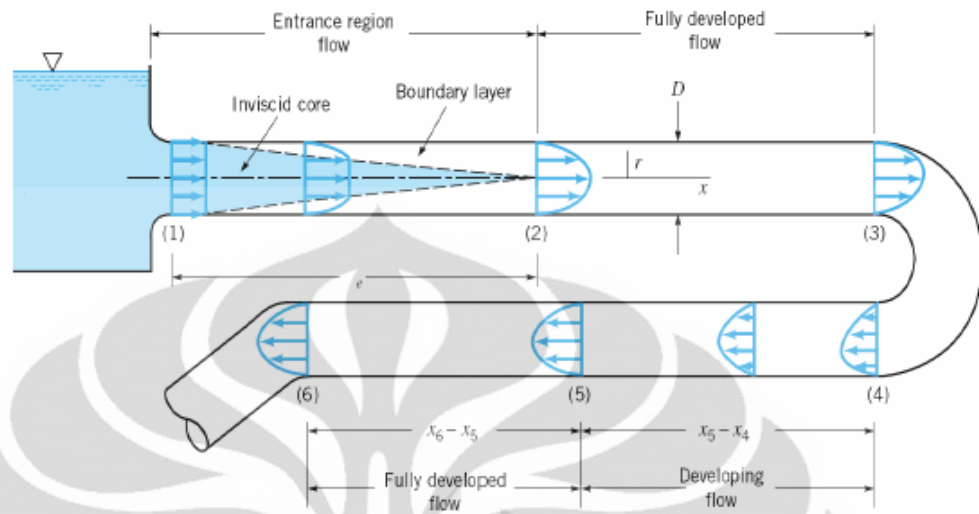 Entrance region
flow
Fully developed
flow
Inviscid core
Boundary layer
D
r
x
(1)
(2)
(3)
e
(6)
(5)
(4)
x6 – x5
x5 – x4
Fully developed
flow
Developing
flow